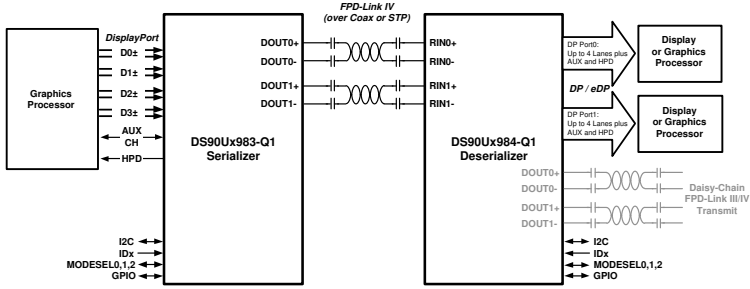 FPD-Link IV
(over Coax or STP)
DisplayPort
D0±
D1±
D2±
D3±
AUX
CH
HPD
Graphics
Processor
DOUT0+
DOUT0-
DOUT1+
DOUT1-
DS90Ux983-Q1
Serializer
I2C
IDx
MODESEL0,1,2
GPIO
RIN0+
RIN0-
RIN1+
RIN1-
DS90Ux984-Q1
Deserializer
DP Port0:
Up to 4 Lanes plus
AUX and HPD
DP / eDP
DP Port1:
Up to 4 Lanes plus
AUX and HPD
Display
or Graphics
Processor
Display
or Graphics
Processor
DOUT0+
DOUT0-
DOUT1+
DOUT1-
Daisy-Chain
FPD-Link III/IV
Transmit
I2C
IDx
MODESEL0,1,2
GPIO